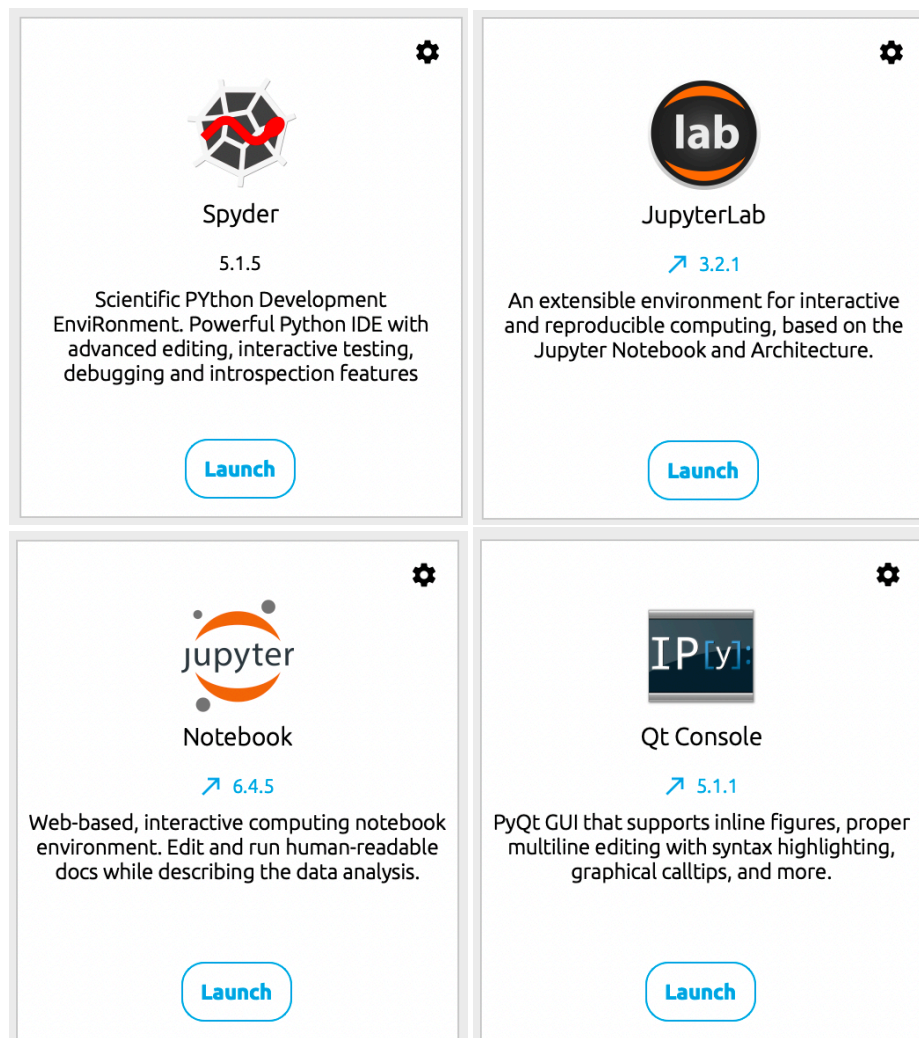 Spyder
5.1.5
Scientific PYthon Development
EnviRonment. Powerful Python IDE with
advanced editing, interactive testing,
debugging and introspection features
Launch
lab
JupyterLab
3.2.1
An extensible environment for interactive
and reproducible computing, based on the
Jupyter Notebook and Architecture.
Launch
jupyter
Notebook
6.4.5
Web-based, interactive computing notebook
environment. Edit and run human-readable
docs while describing the data analysis.
Launch
IP[y]:
Qt Console
5.1.1
PyQt GUI that supports inline figures, proper
multiline editing with syntax highlighting,
graphical calltips, and more.
Launch